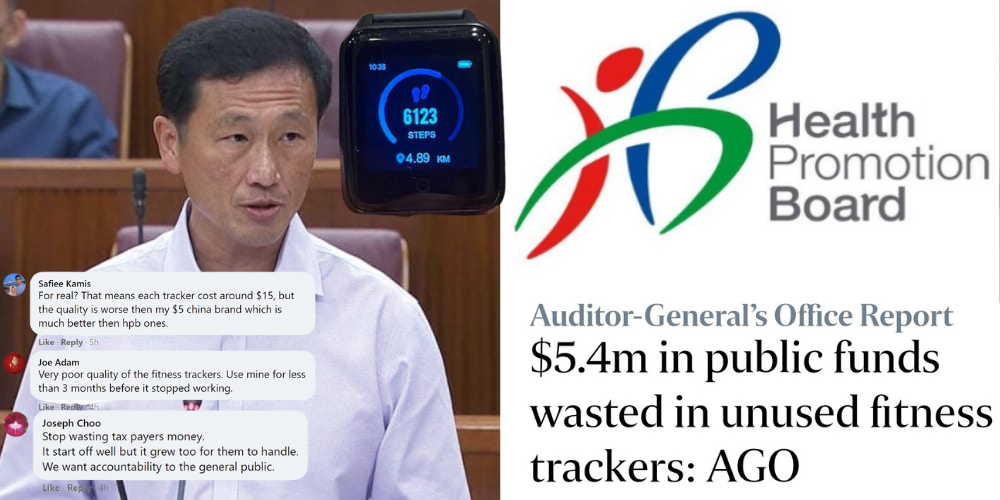 10:38
6123
STEPS
4.89 KM
Health
Promotion
Board
Safiee Kamis
For real? That means each tracker cost around $15, but
the quality is worse then my $5 china brand which is
much better then hpb ones.
Like · Reply · 5h
Joe Adam
Very poor quality of the fitness trackers. Use mine for less
than 3 months before it stopped working.
Like · Reply · 4h
Joseph Choo
Stop wasting tax payers money.
It start off well but it grew too for them to handle.
We want accountability to the general public.
Like · Reply · 4h
Auditor-General's Office Report
$5.4m in public funds
wasted in unused fitness
trackers: AGO